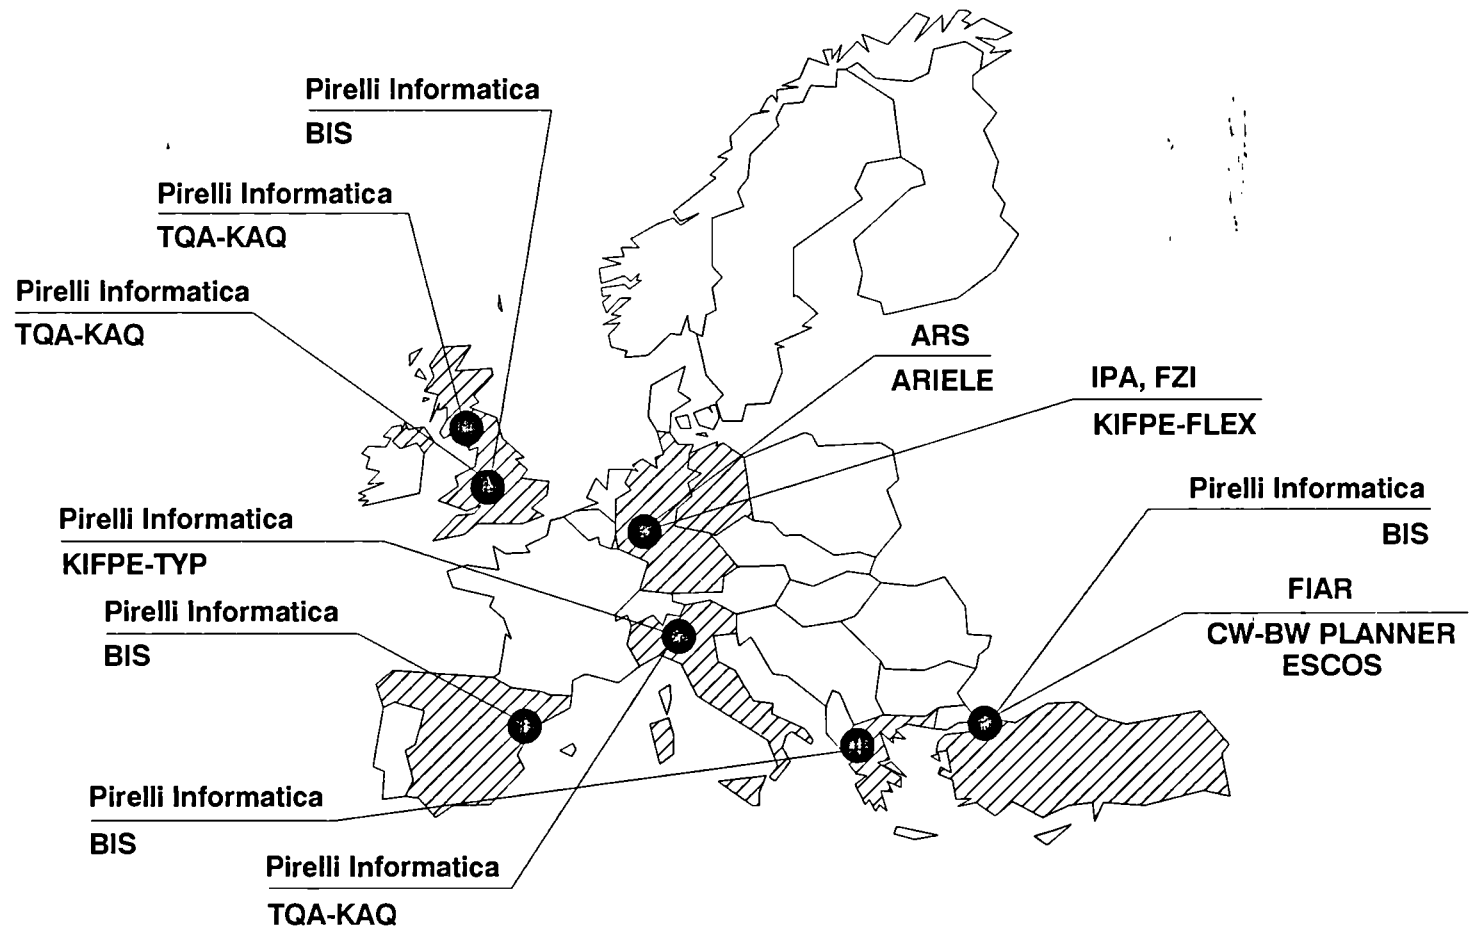 Pirelli Informatica
BIS
Pirelli Informatica
TQA-KAQ
Pirelli Informatica
TQA-KAQ
ARS
ARIELE
IPA, FZI
KIFPE-FLEX
Pirelli Informatica
BIS
Pirelli Informatica
KIFPE-TYP
FIAR
CW-BW PLANNER
ESCOS
Pirelli Informatica
BIS
Pirelli Informatica
BIS
Pirelli Informatica
TQA-KAQ